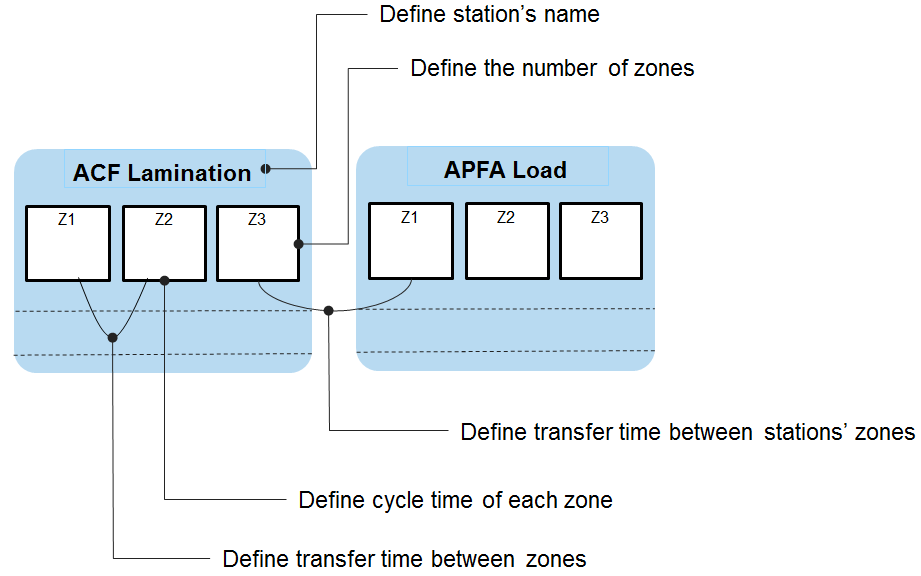 Define station’s name
Define the number of zones
ACF Lamination
APFA Load
Z1 Z2 Z3
Z1 Z2 Z3
Define transfer time between stations’ zones
Define cycle time of each zone
Define transfer time between zones